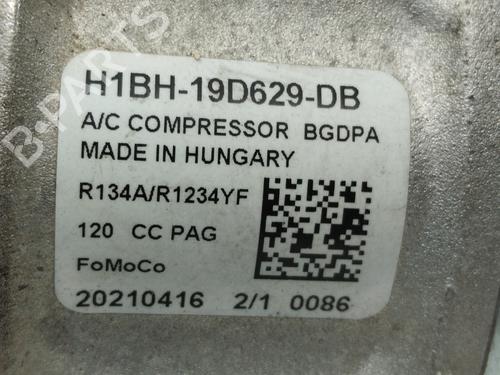 H1BH-19D629-DB
A/C COMPRESSOR BGDPA
MADE IN HUNGARY
R134A/R1234YF
120 CC PAG
FoMoCo
20210416 2/1 0086
B-PARTS